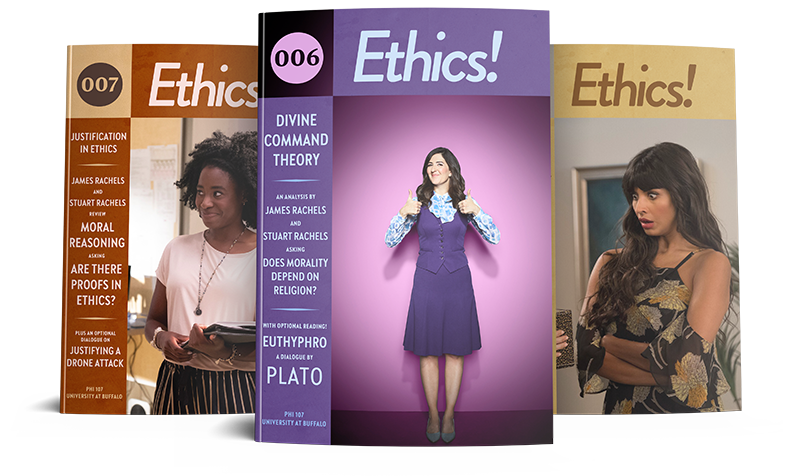 007
Ethics
JUSTIFICATION
IN ETHICS
JAMES RACHELS
AND
STUART RACHELS
REVIEW
MORAL
REASONING
ASKING
ARE THERE
PROOFS IN
ETHICS?
PLUS AN OPTIONAL
DIALOGUE ON
JUSTIFYING A
DRONE ATTACK
PHI 107
UNIVERSITY AT BUFFALO
006
Ethics!
DIVINE
COMMAND
THEORY
AN ANALYSIS BY
JAMES RACHELS
AND
STUART RACHELS
ASKING
DOES MORALITY
DEPEND ON
RELIGION?
WITH OPTIONAL READING!
EUTHYPHRO
A DIALOGUE BY
PLATO
PHI 107
UNIVERSITY AT BUFFALO
Ethics!